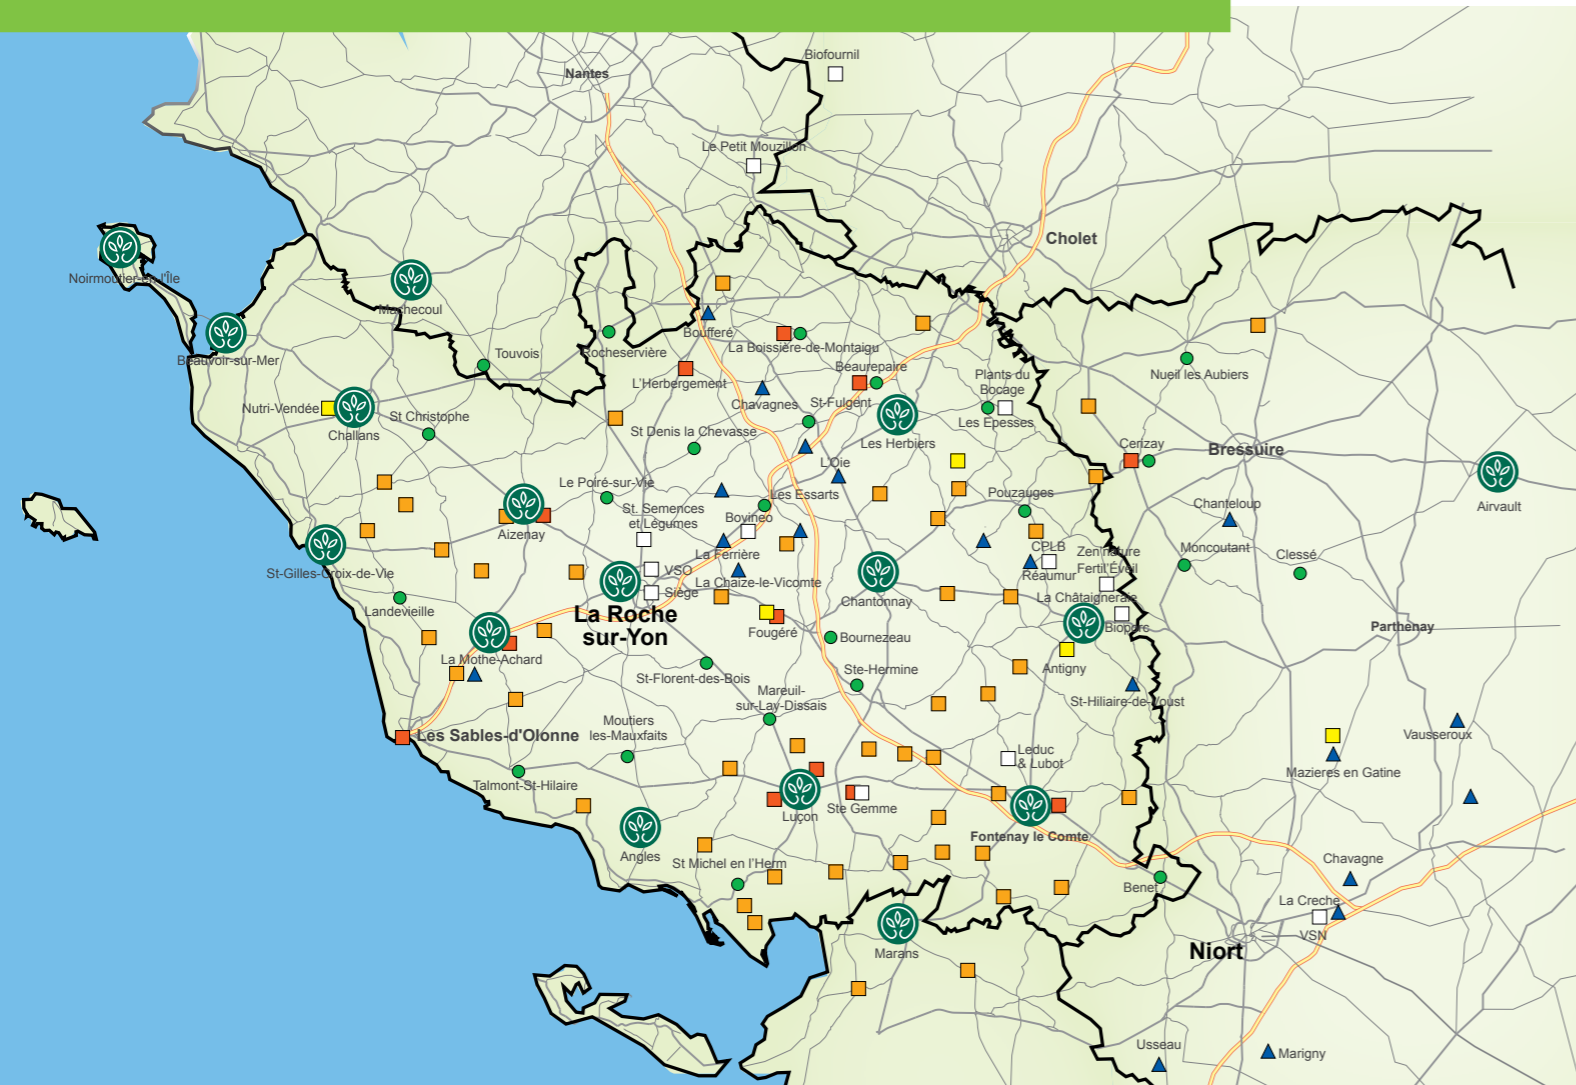 Biofournil
Nantes
Le Petit Mouzillon
Cholet
Noirmoutier-en-l'Île
Machecoul
Beauvoir-sur-Mer
Boufferé
La Boissière-de-Montaigu
Rocheservière
Touvois
L'Herbergement
Beaurepaire
Plants du
Bocage
Nueil les Aubiers
Nutri-Vendée
Challans
St Christophe
Chavagnes
St-Fulgent
Les Herbiers
Les Epesses
St Denis la Chevasse
Cerizay
Bressuire
L'Oie
Le Poiré-sur-Vie
Les Essarts
Pouzauges
Chanteloup
Airvault
St. Semences
et Légumes
Bovineo
Aizenay
La Ferrière
CPLB
Réaumur
Zen'nature
Fertil'Éveil
Moncoutant
Clessé
St-Gilles-Croix-de-Vie
VSO
Siège
La Chaize-le-Vicomte
Chantonnay
La Châtaigneraie
Landevieille
La Roche
sur-Yon
Fougéré
Bournezeau
Bioporc
Parthenay
La Mothe-Achard
St-Florent-des-Bois
Ste-Hermine
Antigny
Mareuil-
sur-Lay-Dissais
St-Hiliaire-de-Voust
Les Sables-d'Olonne
Moutiers
les-Mauxfaits
Leduc
& Lubot
Vausseroux
Mazieres en Gatine
Talmont-St-Hilaire
Luçon
Ste Gemme
Fontenay le Comte
Angles
St Michel en l'Herm
Benet
Chavagne
La Creche
VSN
Marans
Niort
Usseau
Marigny